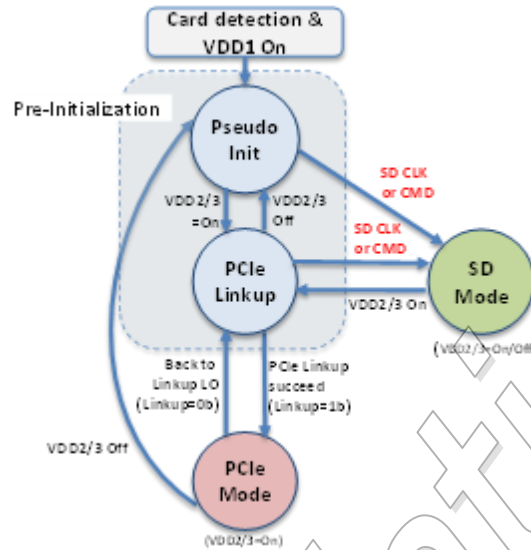 Card detection &
VDD1 On
Pre-Initialization
Pseudo
Init
VDD2/3
=On
VDD2/3
Off
SD CLK
or CMD
SD CLK
or CMD
PCIe
Linkup
SD
Mode
VDD2/3 On
(VDD2/3=On/Off)
Back to
Linkup L0
(Linkup=0b)
PCIe Linkup
succeed
(Linkup=1b)
VDD2/3 Off
PCIe
Mode
(VDD2/3=On)